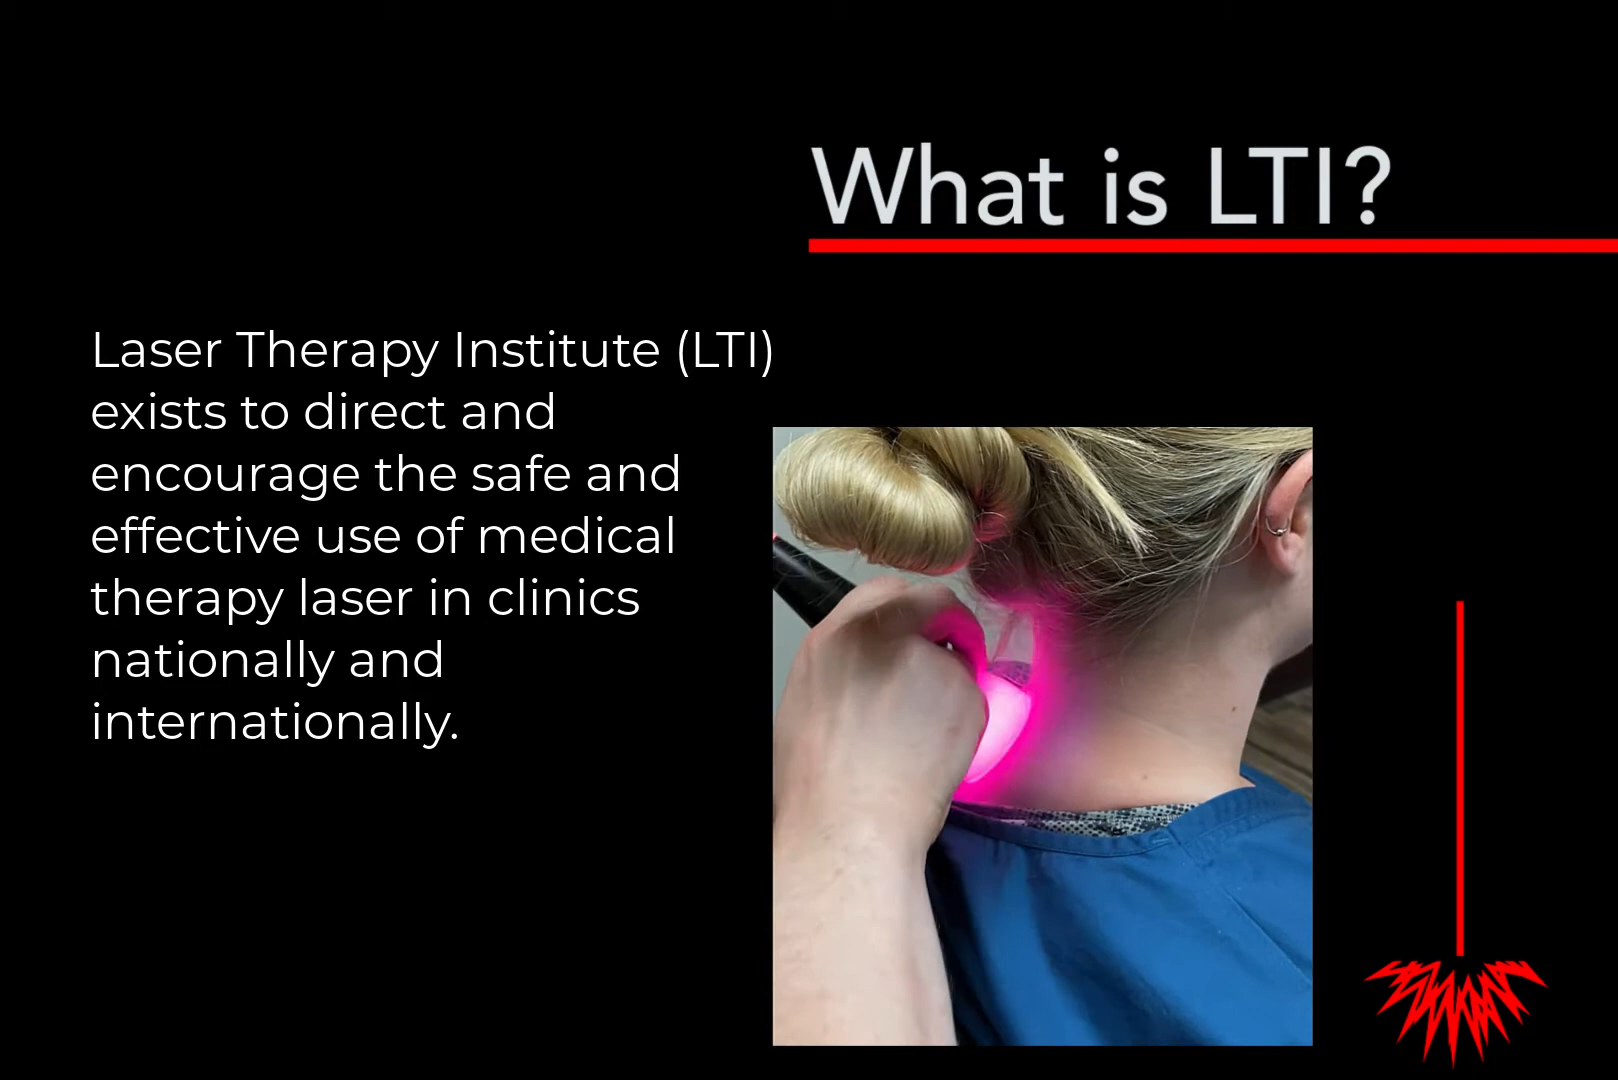 What is LTI?
Laser Therapy Institute (LTI)
exists to direct and
encourage the safe and
effective use of medical
therapy laser in clinics
nationally and
internationally.